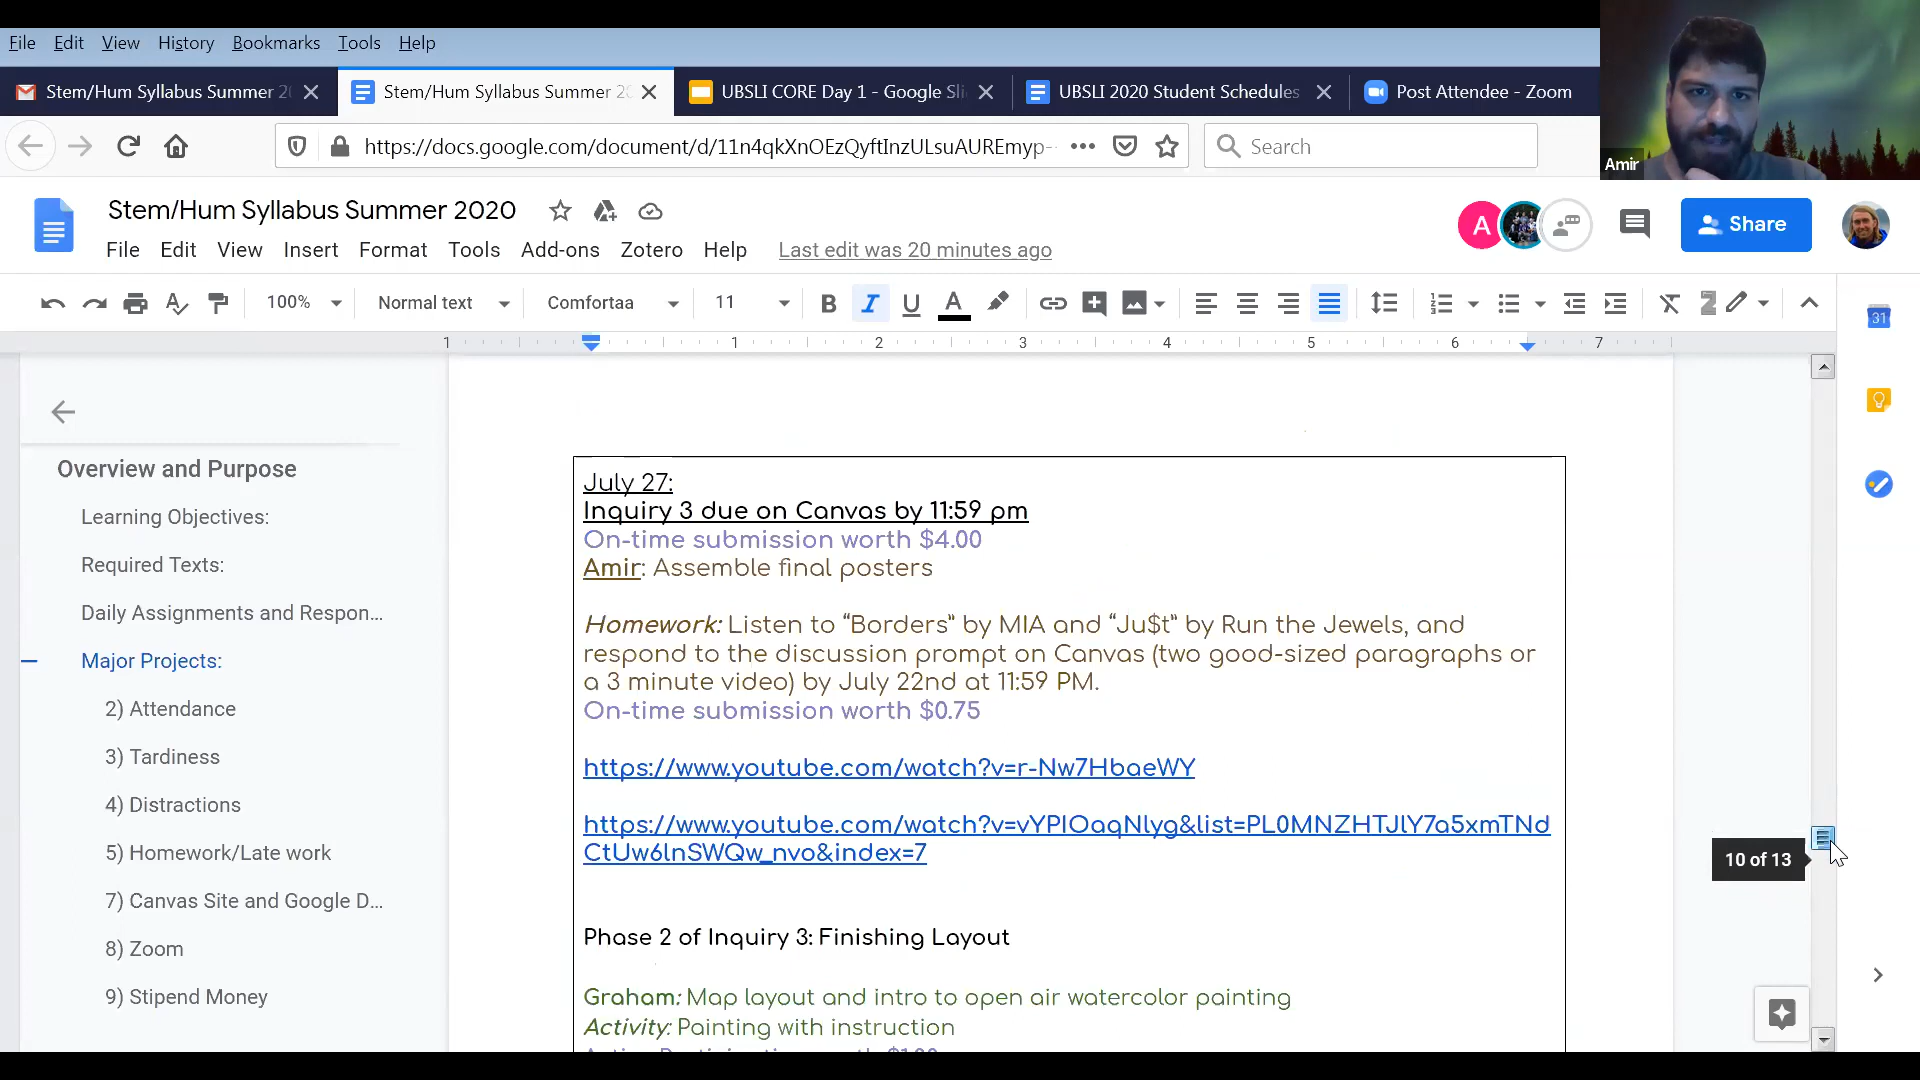 File Edit View History Bookmarks Tools Help
Stem/Hum Syllabus Summer 20
Stem/Hum Syllabus Summer 20
UBSLI CORE Day 1 - Google Sli
UBSLI 2020 Student Schedules
Post Attendee - Zoom
https://docs.google.com/document/d/11n4qkXnOEzQyftInzULsuAUREmyp-
Search
Amir
Stem/Hum Syllabus Summer 2020
File Edit View Insert Format Tools Add-ons Zotero Help Last edit was 20 minutes ago
A
Share
100% Normal text Comfortaa 11 B I U A
31
1 1 2 3 4 5 6 7
Overview and Purpose
Learning Objectives:
Required Texts:
Daily Assignments and Respon...
Major Projects:
2) Attendance
3) Tardiness
4) Distractions
5) Homework/Late work
7) Canvas Site and Google D...
8) Zoom
9) Stipend Money
July 27:
Inquiry 3 due on Canvas by 11:59 pm
On-time submission worth $4.00
Amir: Assemble final posters
Homework: Listen to “Borders” by MIA and “Ju$t” by Run the Jewels, and
respond to the discussion prompt on Canvas (two good-sized paragraphs or
a 3 minute video) by July 22nd at 11:59 PM.
On-time submission worth $0.75
https://www.youtube.com/watch?v=r-Nw7HbaeWY
https://www.youtube.com/watch?v=vYPIOaqNlyg&list=PL0MNZHTJlY7a5xmTNd
CtUw6lnSWQw_nvo&index=7
Phase 2 of Inquiry 3: Finishing Layout
Graham: Map layout and intro to open air watercolor painting
Activity: Painting with instruction
10 of 13